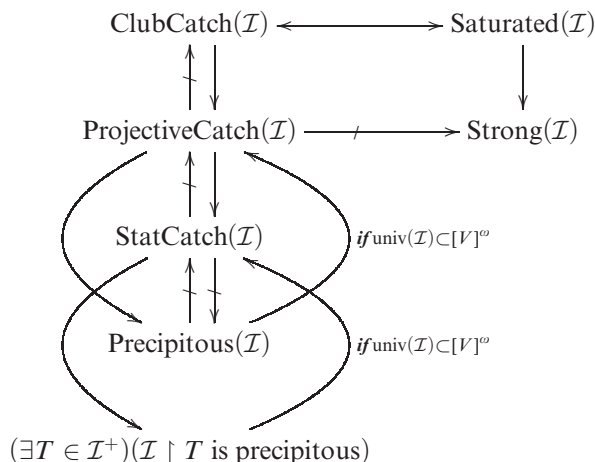 ClubCatch(ℐ) Saturated(ℐ)
ProjectiveCatch(ℐ) Strong(ℐ)
StatCatch(ℐ) if univ(ℐ)⊂[V]^ω
Precipitous(ℐ)
if univ(ℐ)⊂[V]^ω
(∃T ∈ ℐ⁺)(ℐ ↾ T is precipitous)